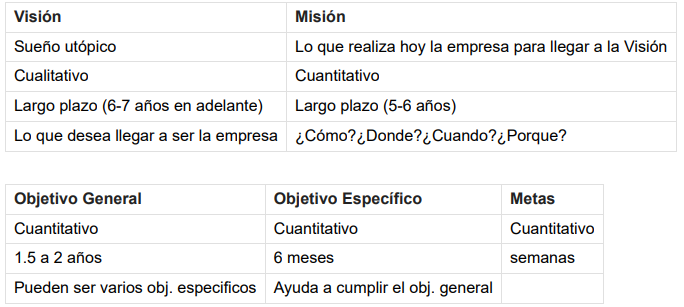 Visión Misión
Sueño utópico Lo que realiza hoy la empresa para llegar a la Visión
Cualitativo Cuantitativo
Largo plazo (6-7 años en adelante) Largo plazo (5-6 años)
Lo que desea llegar a ser la empresa ¿Cómo?¿Donde?¿Cuando?¿Porque?
Objetivo General Objetivo Específico Metas
Cuantitativo Cuantitativo Cuantitativo
1.5 a 2 años 6 meses semanas
Pueden ser varios obj. especificos Ayuda a cumplir el obj. general